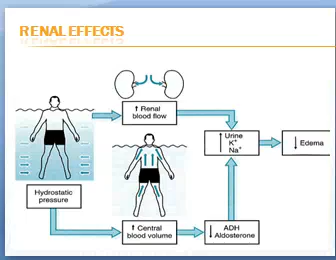 RENAL EFFECTS
↑ Renal
blood flow
↑ Urine
K+
Na+
↓ Edema
Hydrostatic
pressure
↑ Central
blood volume
↓ ADH
Aldosterone